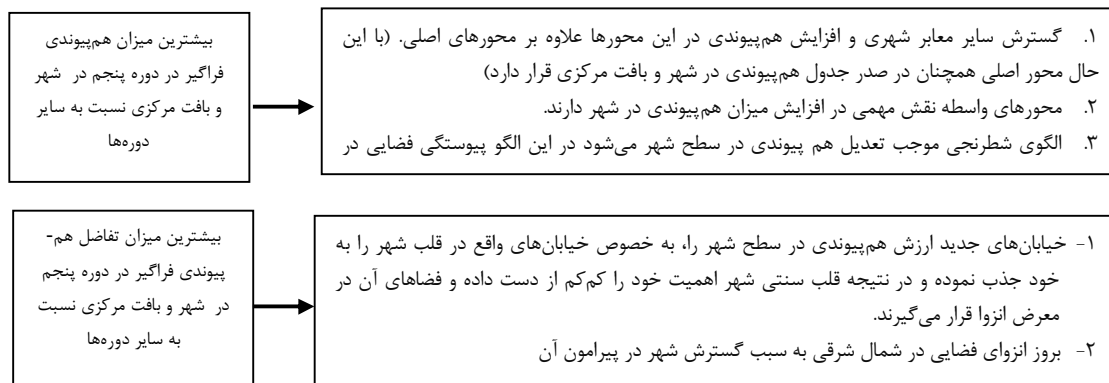 بیشترین میزان هم‌پیوندی
فراگیر در دوره پنجم در شهر
و بافت مرکزی نسبت به سایر
دوره‌ها
۱. گسترش سایر معابر شهری و افزایش هم‌پیوندی در این محورها علاوه بر محورهای اصلی. (با این
حال محور اصلی همچنان در صدر جدول هم‌پیوندی در شهر و بافت مرکزی قرار دارد)
۲. محورهای واسطه نقش مهمی در افزایش میزان هم‌پیوندی در شهر دارند.
۳. الگوی شطرنجی موجب تعدیل هم پیوندی در سطح شهر می‌شود در این الگو پیوستگی فضایی در
بیشترین میزان تفاضل هم-
پیوندی فراگیر در دوره پنجم
در شهر و بافت مرکزی نسبت
به سایر دوره‌ها
۱- خیابان‌های جدید ارزش هم‌پیوندی در سطح شهر را، به خصوص خیابان‌های واقع در قلب شهر را به
خود جذب نموده و در نتیجه قلب سنتی شهر اهمیت خود را کم‌کم از دست داده و فضاهای آن در
معرض انزوا قرار می‌گیرند.
۲- بروز انزوای فضایی در شمال شرقی به سبب گسترش شهر در پیرامون آن